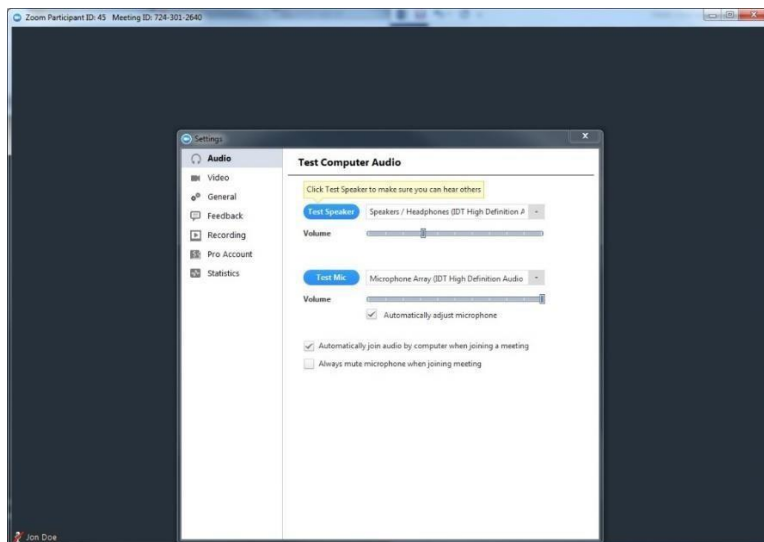 Zoom Participant ID: 45 Meeting ID: 724-301-2640
Settings
Audio
Video
General
Feedback
Recording
Pro Account
Statistics
Test Computer Audio
Click Test Speaker to make sure you can hear others
Test Speaker Speakers / Headphones (IDT High Definition A
Volume
Test Mic Microphone Array (IDT High Definition Audio
Volume
Automatically adjust microphone
Automatically join audio by computer when joining a meeting
Always mute microphone when joining meeting
Jon Doe